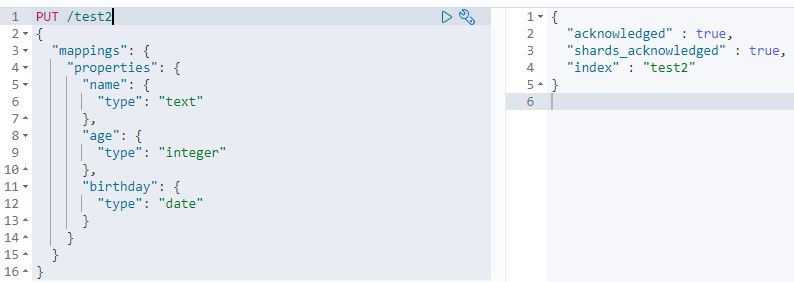 1 PUT /test2
2 {
3 "mappings": {
4 "properties": {
5 "name": {
6 "type": "text"
7 },
8 "age": {
9 "type": "integer"
10 },
11 "birthday": {
12 "type": "date"
13 }
14 }
15 }
16 }
1 {
2 "acknowledged" : true,
3 "shards_acknowledged" : true,
4 "index" : "test2"
5 }
6